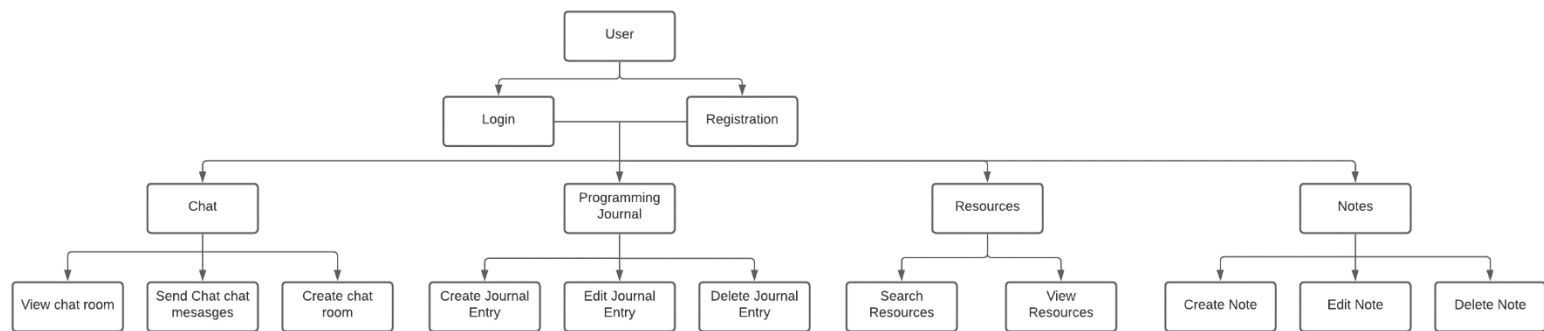 User
Login
Registration
Chat
Programming
Journal
Resources
Notes
View chat room
Send Chat chat
mesasges
Create chat
room
Create Journal
Entry
Edit Journal
Entry
Delete Journal
Entry
Search
Resources
View
Resources
Create Note
Edit Note
Delete Note